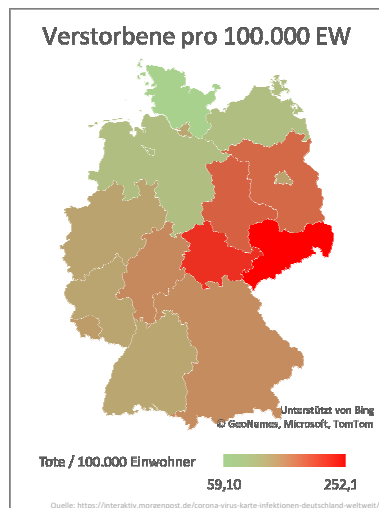 Verstorbene pro 100.000 EW
Unterstützt von Bing
© GeoNames, Microsoft, TomTom
Tote / 100.000 Einwohner
59,10 252,1
Quelle: https://interaktiv.morgenpost.de/corona-virus-karte-infektionen-deutschland-weltweit/